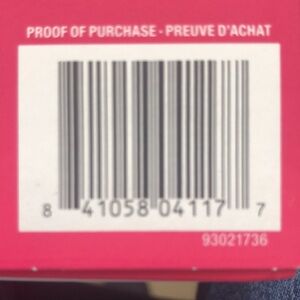 PROOF OF PURCHASE - PREUVE D'ACHAT
8 41058 04117 7
93021736